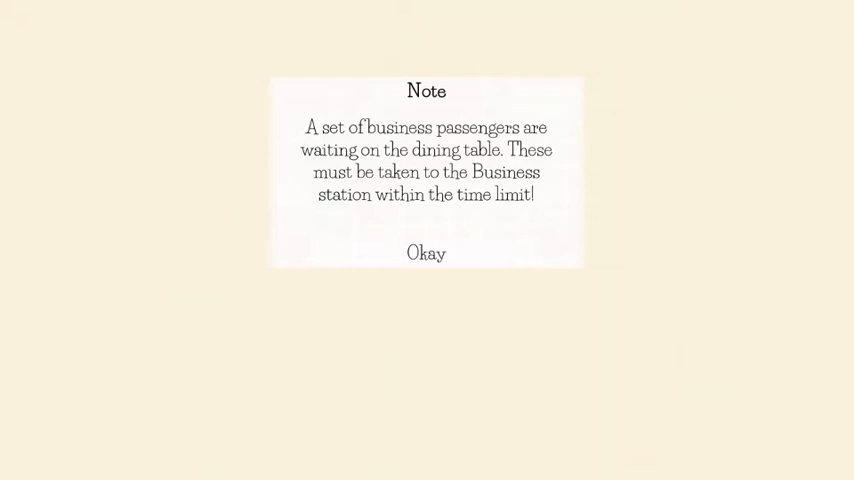 Note
A set of business passengers are
waiting on the dining table. These
must be taken to the Business
station within the time limit!
Okay